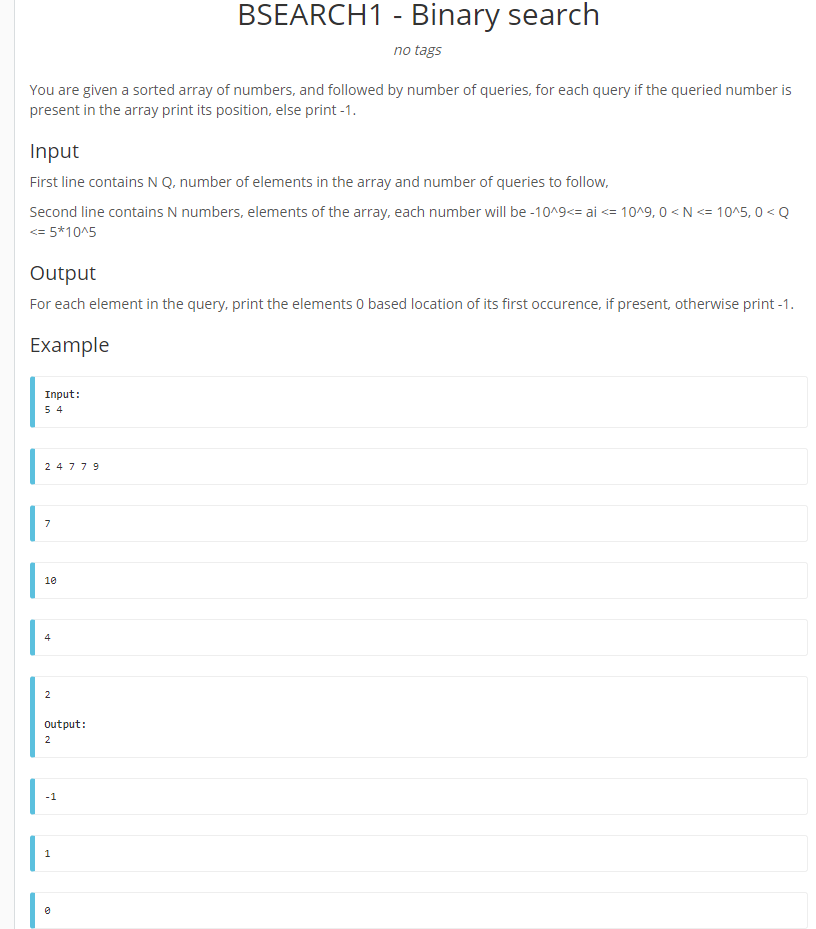 BSEARCH1 - Binary search
no tags
You are given a sorted array of numbers, and followed by number of queries, for each query if the queried number is
present in the array print its position, else print -1.
Input
First line contains N Q, number of elements in the array and number of queries to follow,
Second line contains N numbers, elements of the array, each number will be -10^9<= ai <= 10^9, 0 < N <= 10^5, 0 < Q
<= 5*10^5
Output
For each element in the query, print the elements 0 based location of its first occurence, if present, otherwise print -1.
Example
Input:
5 4
2 4 7 7 9
7
10
4
2
Output:
2
-1
1
0